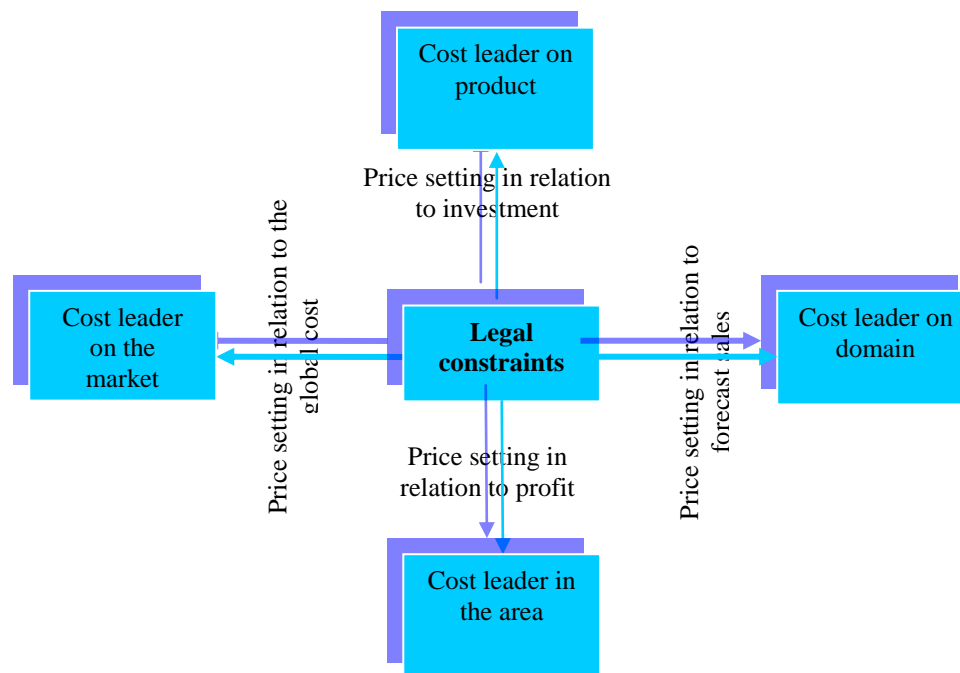 Cost leader on
product
Price setting in relation
to investment
Price setting in relation to the
global cost
Cost leader
on the
market
Legal
constraints
Price setting in relation to
forecast sales
Cost leader on
domain
Price setting in
relation to profit
Cost leader in
the area